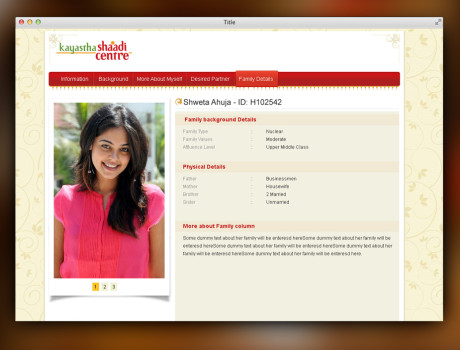 Title
kayastha shaadi
centre
Information Background More About Myself Desired Partner Family Details
Shweta Ahuja - ID: H102542
Family background Details
Family Type : Nuclear
Family Values : Moderate
Affluence Level : Upper Middle Class
Physical Details
Father : Businessman
Mother : Housewife
Brother : 2 Married
Sister : Unmarried
More about Family column
Some dummy text about her family will be entered hereSome dummy text about her family will be
entered hereSome dummy text about her family will be entered hereSome dummy text about her
family will be entered hereSome dummy text about her family will be entered here
1 2 3